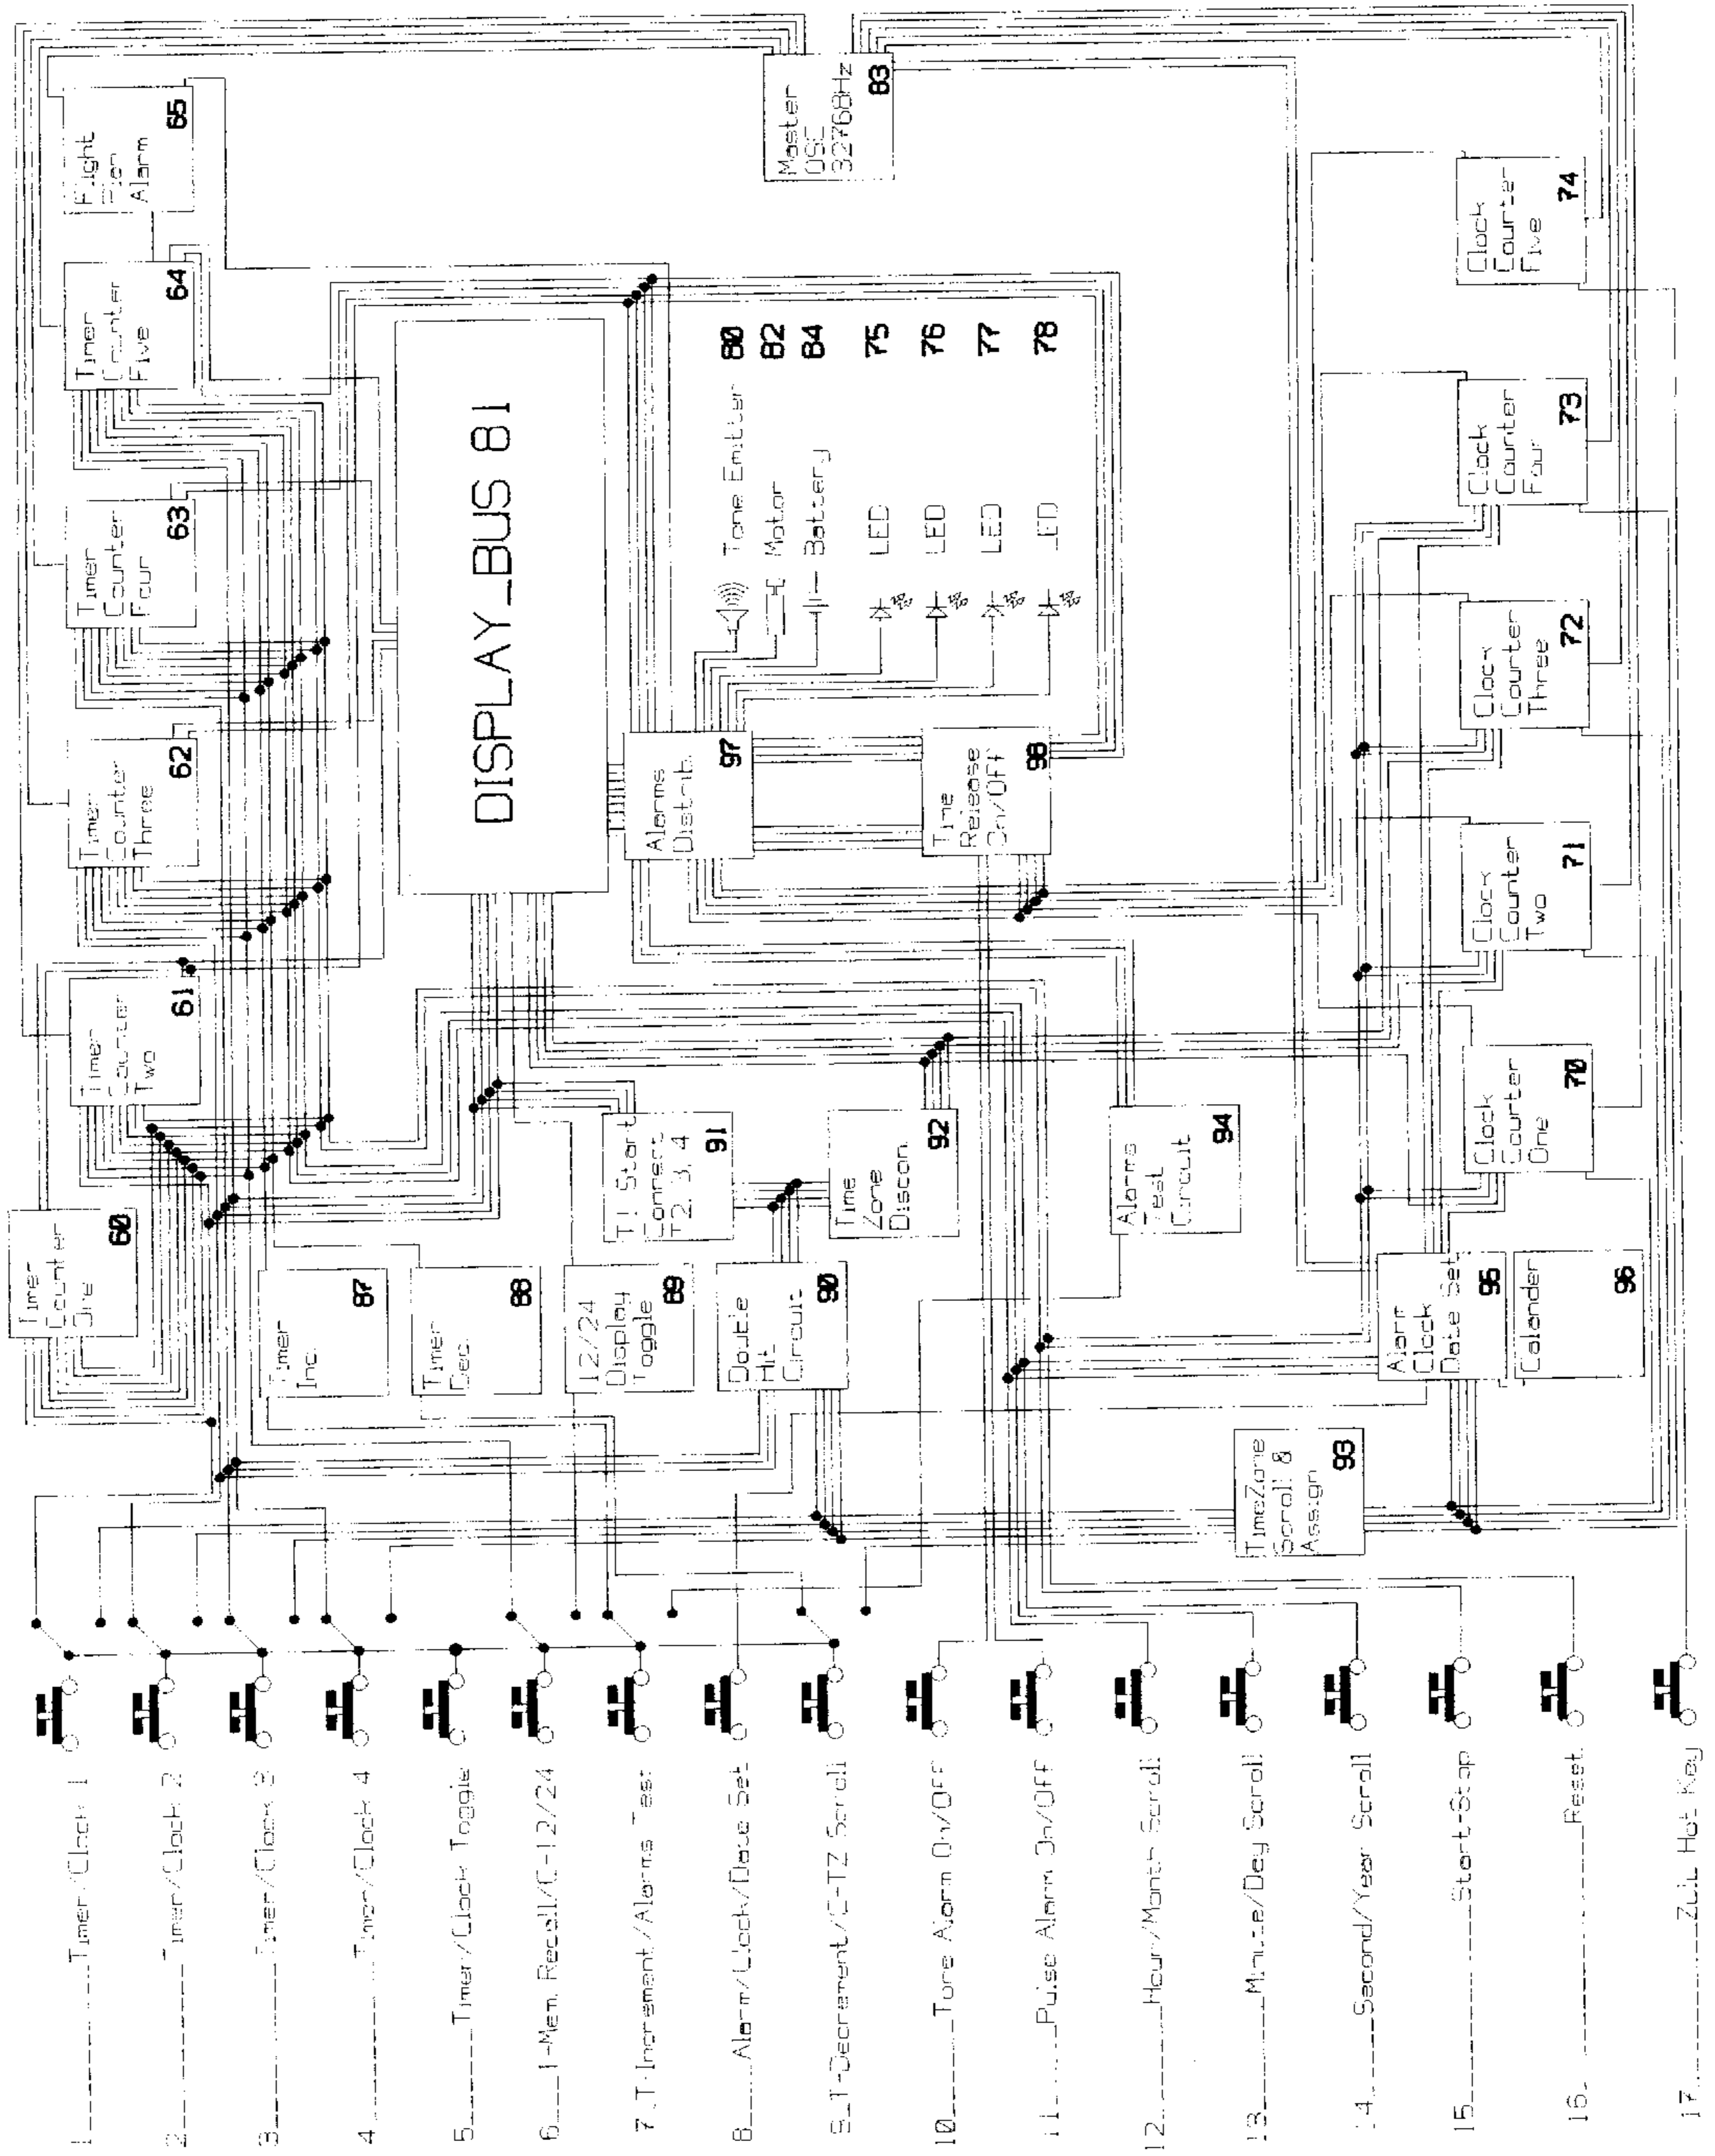 1 Timer/Clock 1
2 Timer/Clock 2
3 Timer/Clock 3
4 Timer/Clock 4
5 Timer/Clock Toggle
6 T-Mem. Recall/C-12/24
7 T-Increment/Alarms Test
8 Alarm/Clock/Date Set
9 T-Decrement/C-TZ Scroll
10 Tone Alarm On/Off
11 Pulse Alarm On/Off
12 Hour/Month Scroll
13 Minute/Day Scroll
14 Second/Year Scroll
15 Start-Stop
16 Reset
17 ZUL Hot Key
Timer
Counter
One
60
Timer
Counter
Two
61
Timer
Counter
Three
62
Timer
Counter
Four
63
Timer
Counter
Five
64
Flight
Plan
Alarm
65
Timer
Inc.
87
Timer
Dec.
88
12/24
Display
Toggle
89
Double
Hit
Circuit
90
T1 Start
Connect
T2, 3, 4
91
Time
Zone
Discon.
92
TimeZone
Scroll &
Assign
93
Alarms
Test
Circuit
94
Alarm
Clock
Date Set
95
Calander
96
DISPLAY_BUS 81
Alarms
Distrib.
97
Time
Release
On/Off
98
Tone Emitter 80
Motor 82
Battery 84
LED 75
LED 76
LED 77
LED 78
Master
OSC
32768Hz
83
Clock
Counter
One
70
Clock
Counter
Two
71
Clock
Counter
Three
72
Clock
Counter
Four
73
Clock
Counter
Five
74